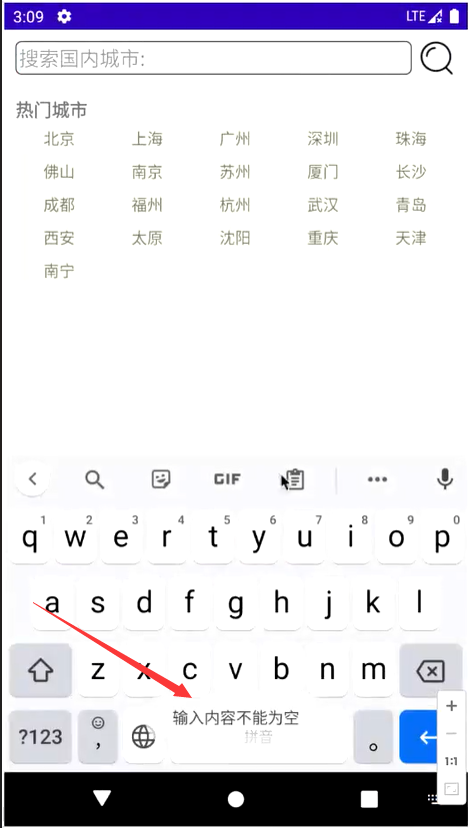 3:09 LTE
搜索国内城市:
热门城市
北京 上海 广州 深圳 珠海
佛山 南京 苏州 厦门 长沙
成都 福州 杭州 武汉 青岛
西安 太原 沈阳 重庆 天津
南宁
GIF
1 2 3 4 5 6 7 8 9 0
q w e r t y u i o p
a s d f g h j k l
z x c v b n m
输入内容不能为空
?123 , 拼音 。
1:1